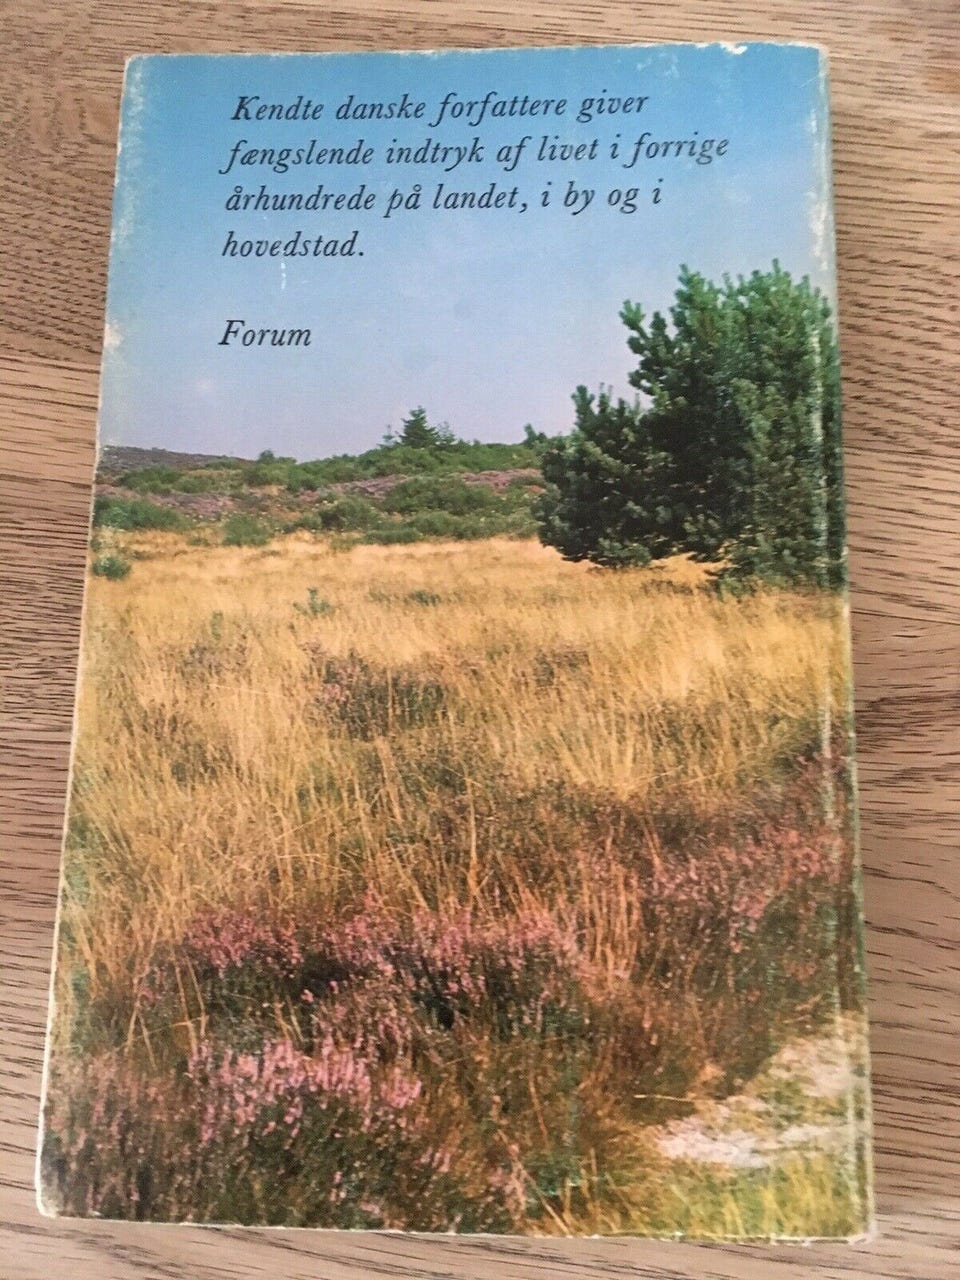 Kendte danske forfattere giver
fængslende indtryk af livet i forrige
århundrede på landet, i by og i
hovedstad.
Forum